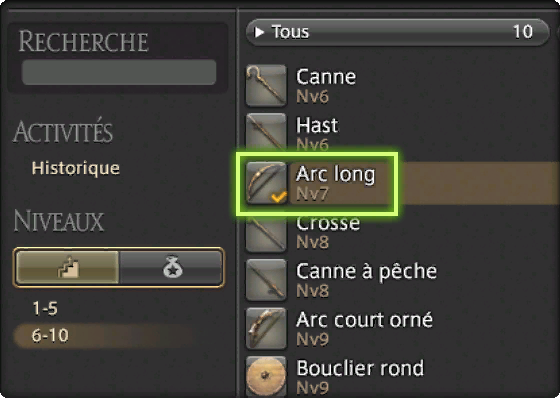 RECHERCHE
ACTIVITÉS
Historique
NIVEAUX
1-5
6-10
Tous 10
Canne
Nv6
Hast
Nv6
Arc long
Nv7
Crosse
Nv8
Canne à pêche
Nv8
Arc court orné
Nv9
Bouclier rond
Nv9